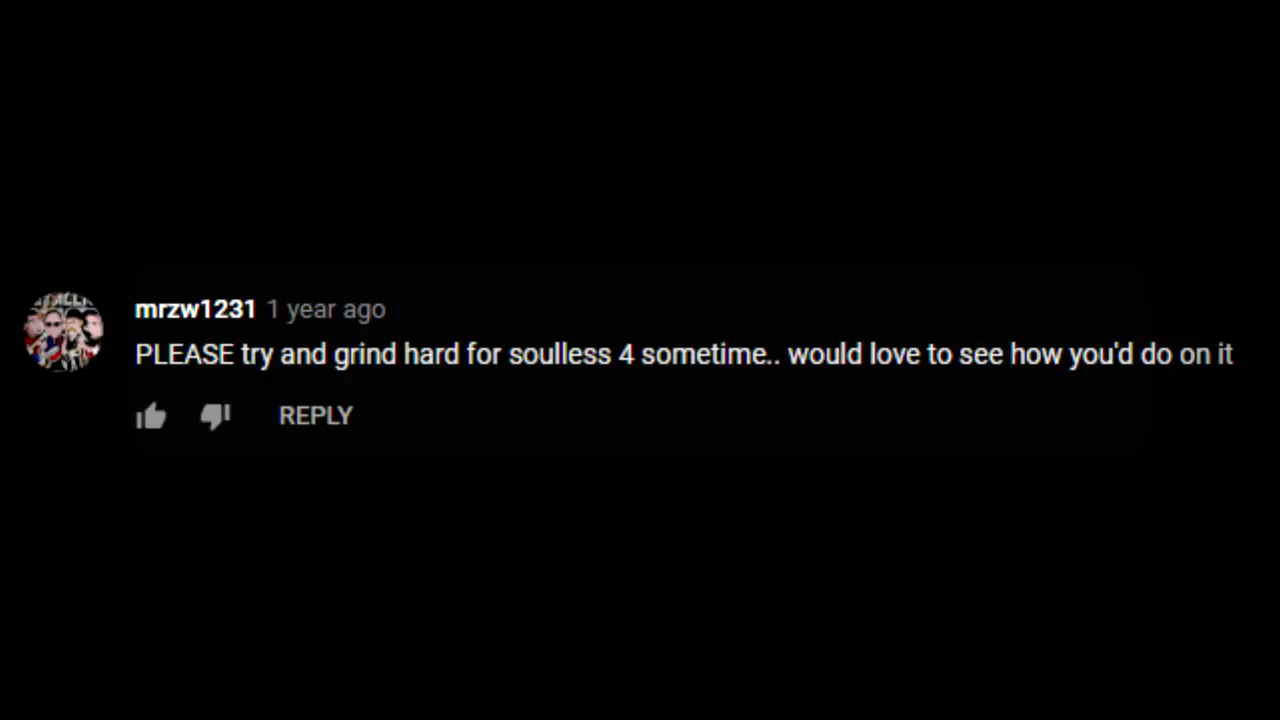 mrzw1231 1 year ago
PLEASE try and grind hard for soulless 4 sometime.. would love to see how you'd do on it
REPLY